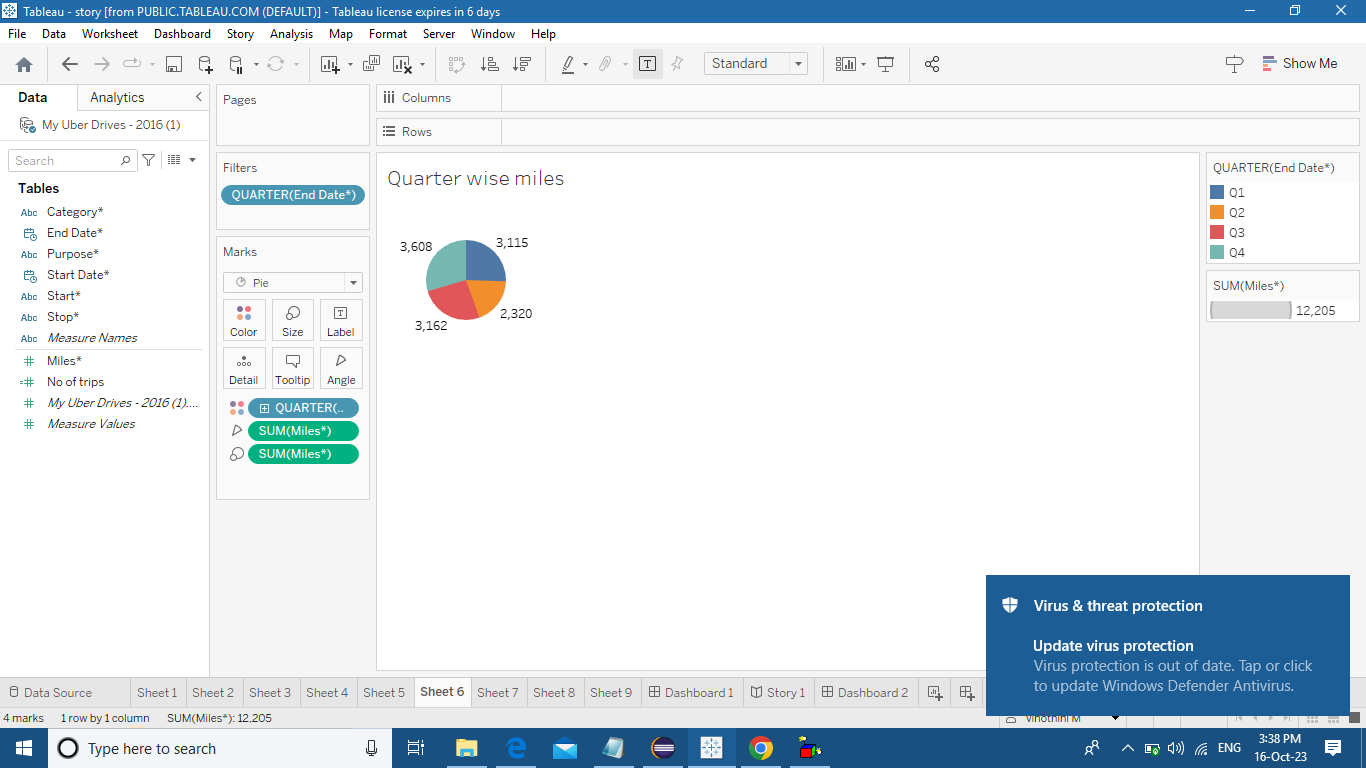 Tableau - story [from PUBLIC.TABLEAU.COM (DEFAULT)] - Tableau license expires in 6 days
File Data Worksheet Dashboard Story Analysis Map Format Server Window Help
Standard
Show Me
Data Analytics
My Uber Drives - 2016 (1)
Search
Tables
Abc Category*
End Date*
Abc Purpose*
Start Date*
Abc Start*
Abc Stop*
Abc Measure Names
# Miles*
=# No of trips
# My Uber Drives - 2016 (1)....
# Measure Values
Pages
Filters
QUARTER(End Date*)
Marks
Pie
Color Size Label
Detail Tooltip Angle
QUARTER(..
SUM(Miles*)
SUM(Miles*)
Columns
Rows
Quarter wise miles
3,608 3,115
3,162 2,320
QUARTER(End Date*)
Q1
Q2
Q3
Q4
SUM(Miles*)
12,205
Virus & threat protection
Update virus protection
Virus protection is out of date. Tap or click
to update Windows Defender Antivirus.
Data Source Sheet 1 Sheet 2 Sheet 3 Sheet 4 Sheet 5 Sheet 6 Sheet 7 Sheet 8 Sheet 9 Dashboard 1 Story 1 Dashboard 2
4 marks 1 row by 1 column SUM(Miles*): 12,205
Vinothini M
Type here to search
ENG
3:38 PM
16-Oct-23